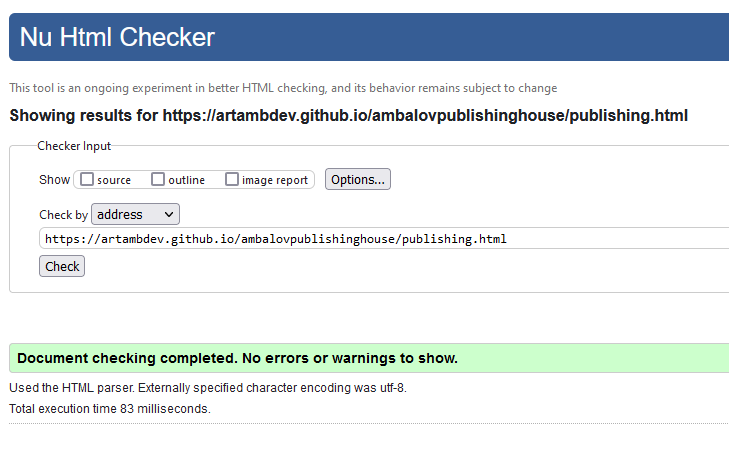 Nu Html Checker
This tool is an ongoing experiment in better HTML checking, and its behavior remains subject to change
Showing results for https://artambdev.github.io/ambalovpublishinghouse/publishing.html
Checker Input
Show source outline image report Options...
Check by address
https://artambdev.github.io/ambalovpublishinghouse/publishing.html
Check
Document checking completed. No errors or warnings to show.
Used the HTML parser. Externally specified character encoding was utf-8.
Total execution time 83 milliseconds.